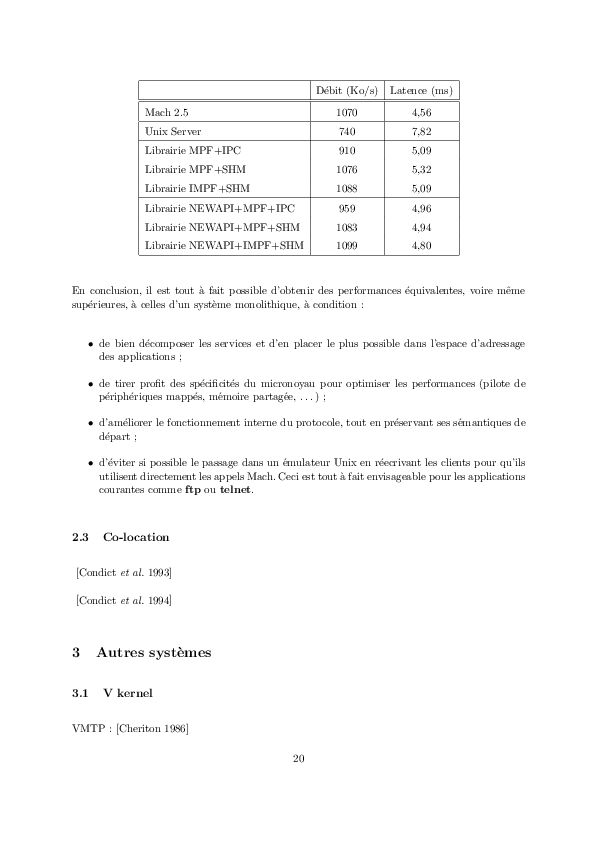 Débit (Ko/s) Latence (ms)
Mach 2.5 1070 4,56
Unix Server 740 7,82
Librairie MPF+IPC 910 5,09
Librairie MPF+SHM 1076 5,32
Librairie IMPF+SHM 1088 5,09
Librairie NEWAPI+MPF+IPC 959 4,96
Librairie NEWAPI+MPF+SHM 1083 4,94
Librairie NEWAPI+IMPF+SHM 1099 4,80
En conclusion, il est tout à fait possible d'obtenir des performances équivalentes, voire même
supérieures, à celles d'un système monolithique, à condition :
• de bien décomposer les services et d'en placer le plus possible dans l'espace d'adressage
des applications ;
• de tirer profit des spécificités du micronoyau pour optimiser les performances (pilote de
périphériques mappés, mémoire partagée, ...) ;
• d'améliorer le fonctionnement interne du protocole, tout en préservant ses sémantiques de
départ ;
• d'éviter si possible le passage dans un émulateur Unix en réecrivant les clients pour qu'ils
utilisent directement les appels Mach. Ceci est tout à fait envisageable pour les applications
courantes comme ftp ou telnet.
2.3 Co-location
[Condict et al. 1993]
[Condict et al. 1994]
3 Autres systèmes
3.1 V kernel
VMTP : [Cheriton 1986]
20